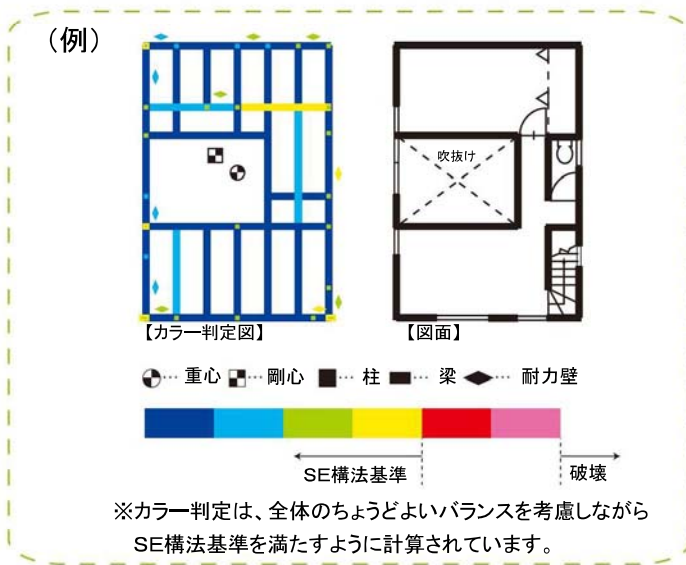 （例）
吹抜け
【カラー判定図】
【図面】
… 重心 … 剛心 … 柱 … 梁 … 耐力壁
SE構法基準
破壊
※カラー判定は、全体のちょうどよいバランスを考慮しながら
SE構法基準を満たすように計算されています。